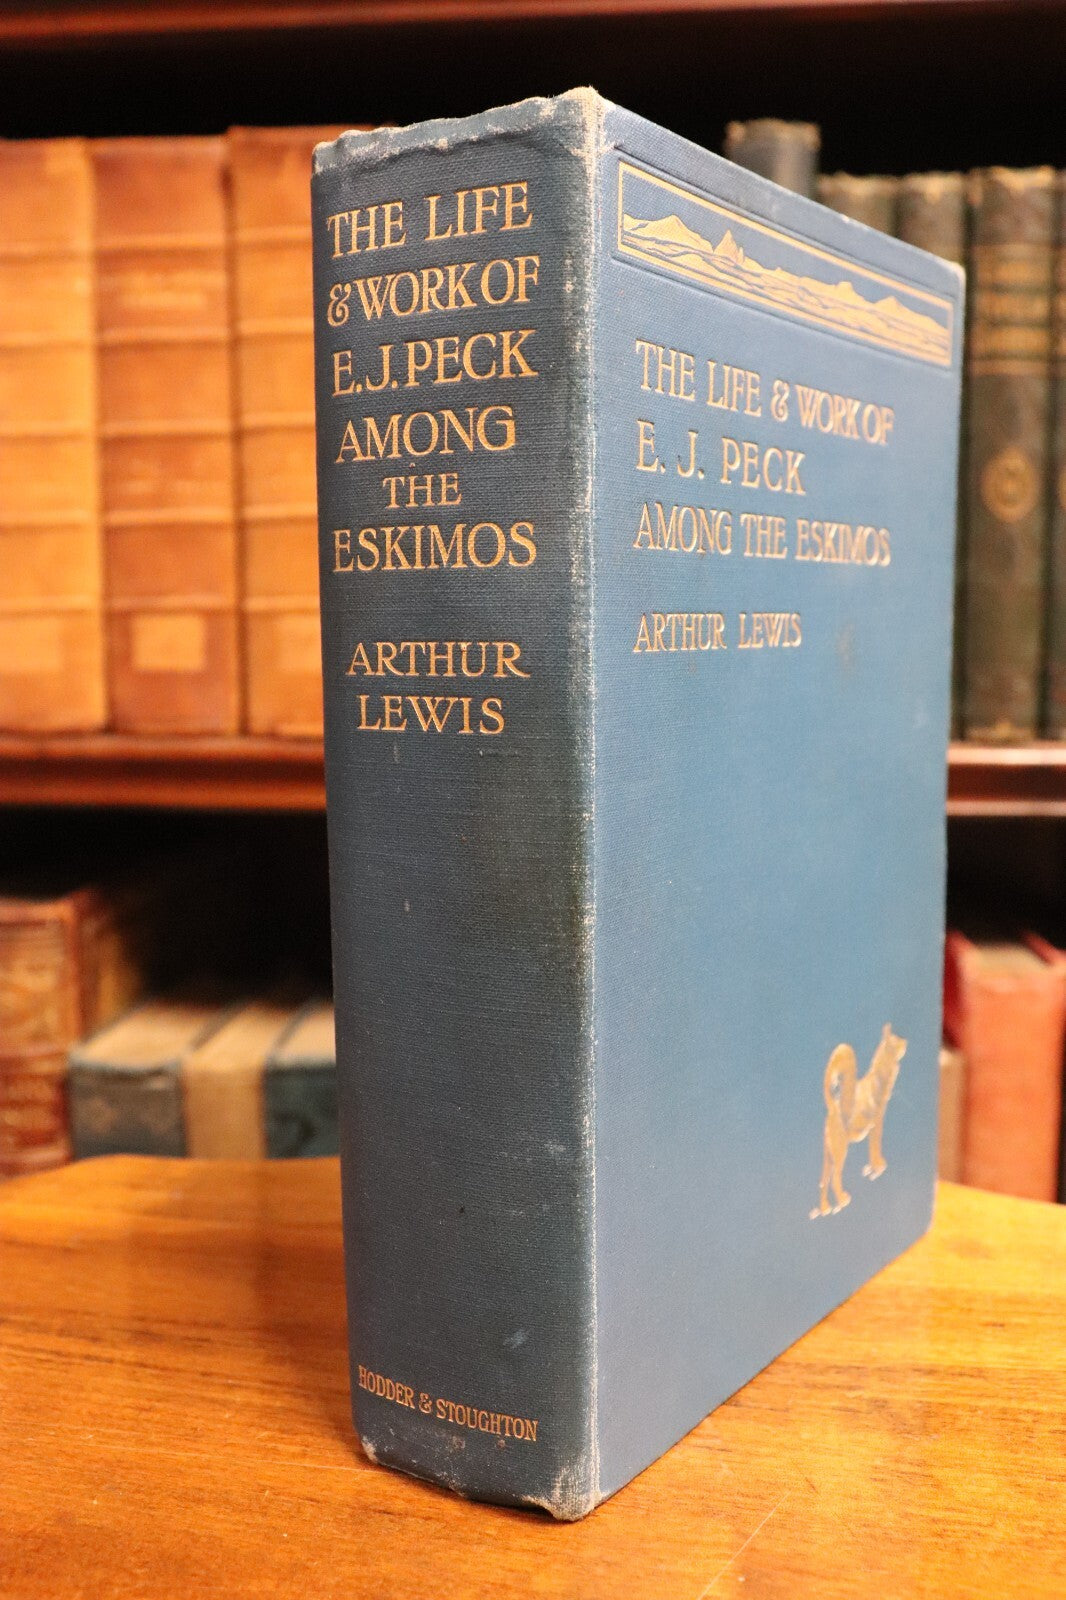 THE LIFE
& WORK OF
E. J. PECK
AMONG
THE
ESKIMOS
ARTHUR
LEWIS
HODDER & STOUGHTON
THE LIFE & WORK OF
E. J. PECK
AMONG THE ESKIMOS
ARTHUR LEWIS